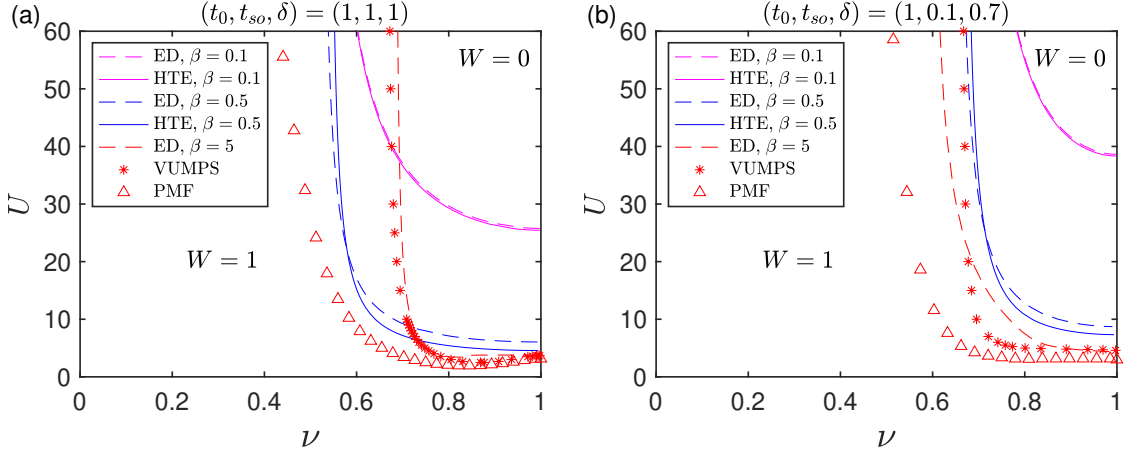 (a)
(t₀, tₛₒ, δ) = (1, 1, 1)
60
50
40
30
20
10
0
U
ED, β = 0.1
HTE, β = 0.1
ED, β = 0.5
HTE, β = 0.5
ED, β = 5
VUMPS
PMF
W = 0
W = 1
0
0.2
0.4
0.6
0.8
1
ν
(b)
(t₀, tₛₒ, δ) = (1, 0.1, 0.7)
60
50
40
30
20
10
0
U
ED, β = 0.1
HTE, β = 0.1
ED, β = 0.5
HTE, β = 0.5
ED, β = 5
VUMPS
PMF
W = 0
W = 1
0
0.2
0.4
0.6
0.8
1
ν